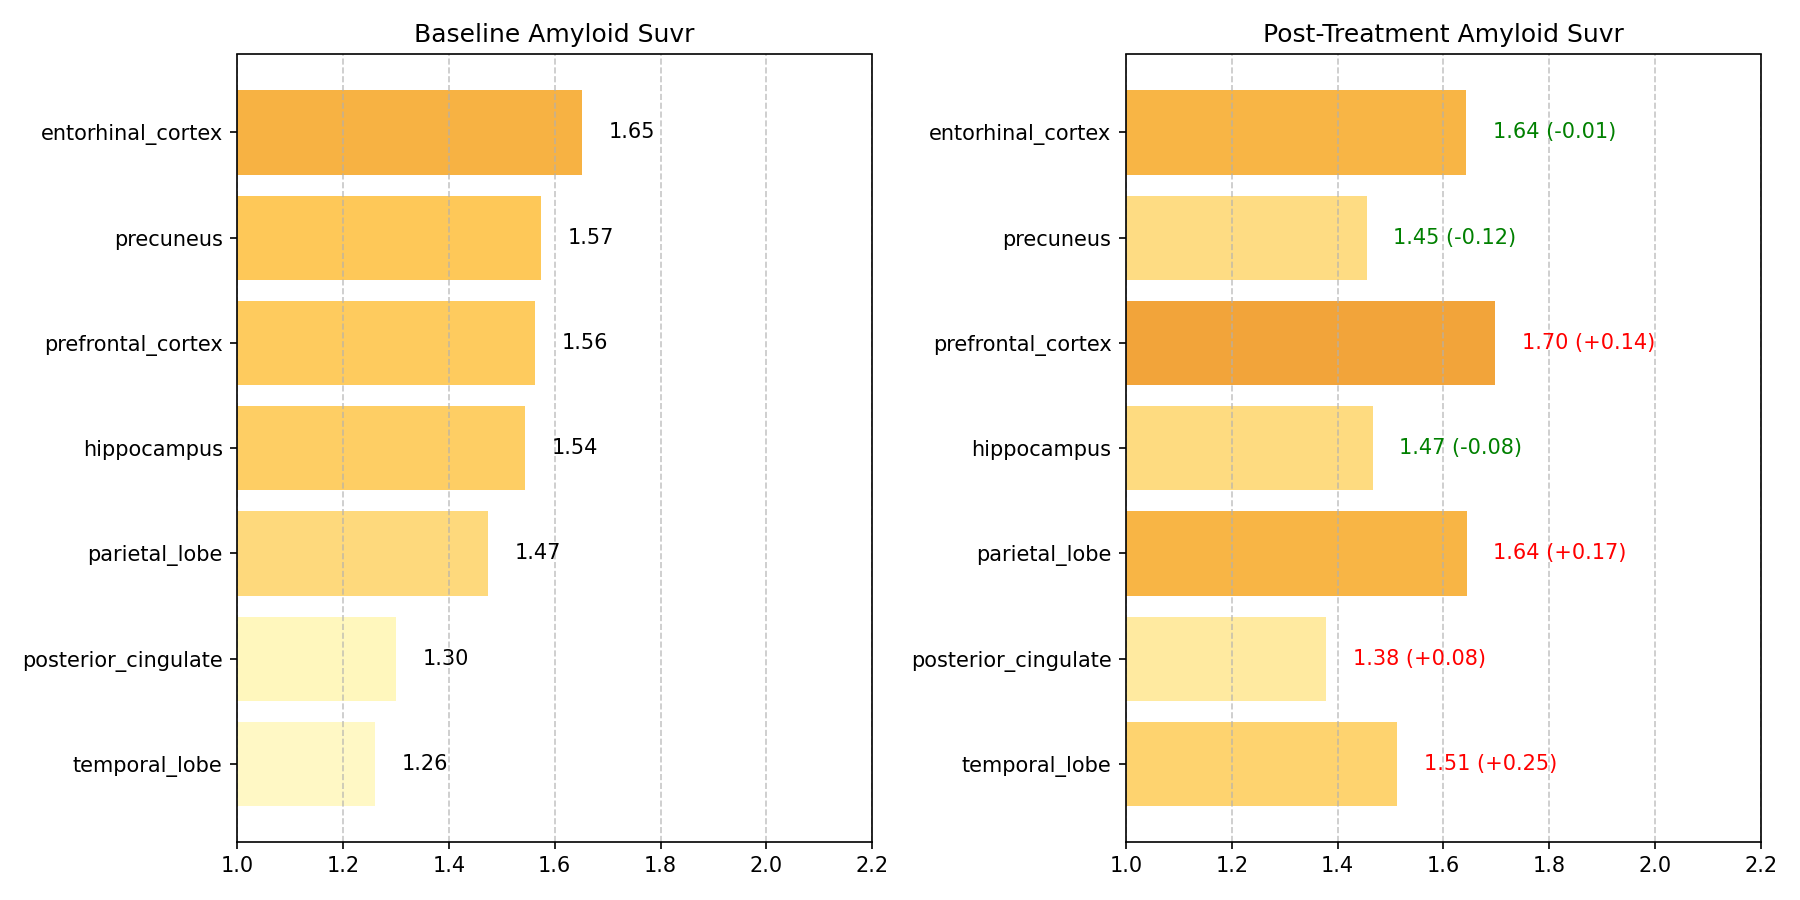 Baseline Amyloid Suvr
entorhinal_cortex 1.65
precuneus 1.57
prefrontal_cortex 1.56
hippocampus 1.54
parietal_lobe 1.47
posterior_cingulate 1.30
temporal_lobe 1.26
1.0 1.2 1.4 1.6 1.8 2.0 2.2
Post-Treatment Amyloid Suvr
entorhinal_cortex 1.64 (-0.01)
precuneus 1.45 (-0.12)
prefrontal_cortex 1.70 (+0.14)
hippocampus 1.47 (-0.08)
parietal_lobe 1.64 (+0.17)
posterior_cingulate 1.38 (+0.08)
temporal_lobe 1.51 (+0.25)
1.0 1.2 1.4 1.6 1.8 2.0 2.2